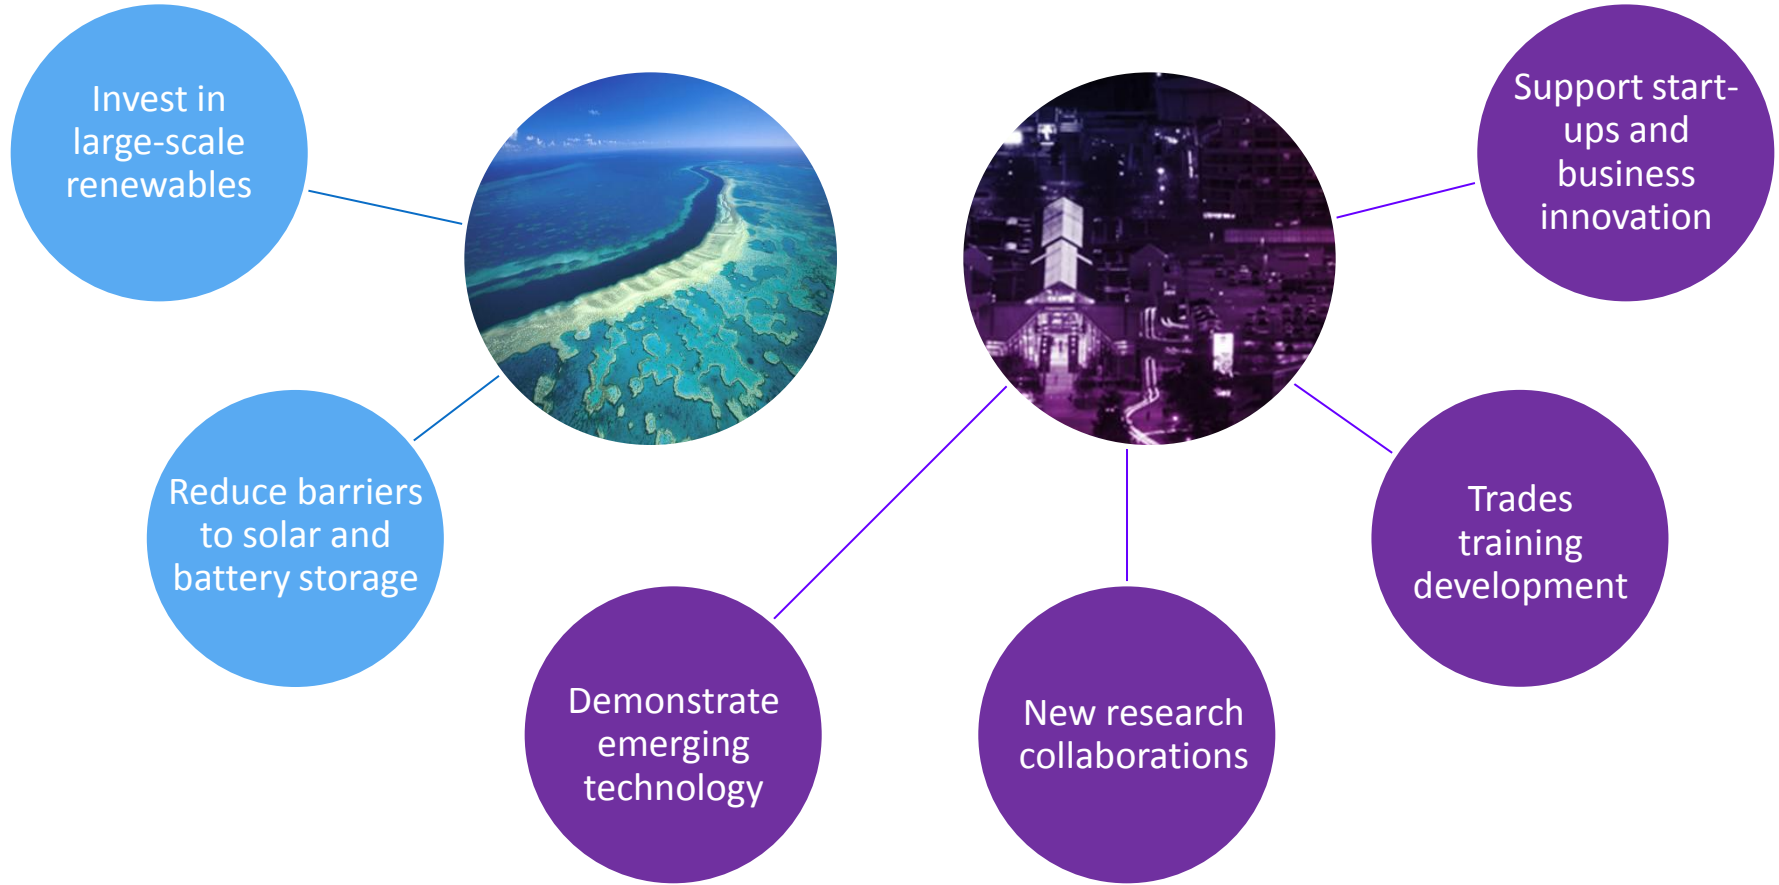 Invest in
large-scale
renewables
Reduce barriers
to solar and
battery storage
Demonstrate
emerging
technology
New research
collaborations
Trades
training
development
Support start-
ups and
business
innovation